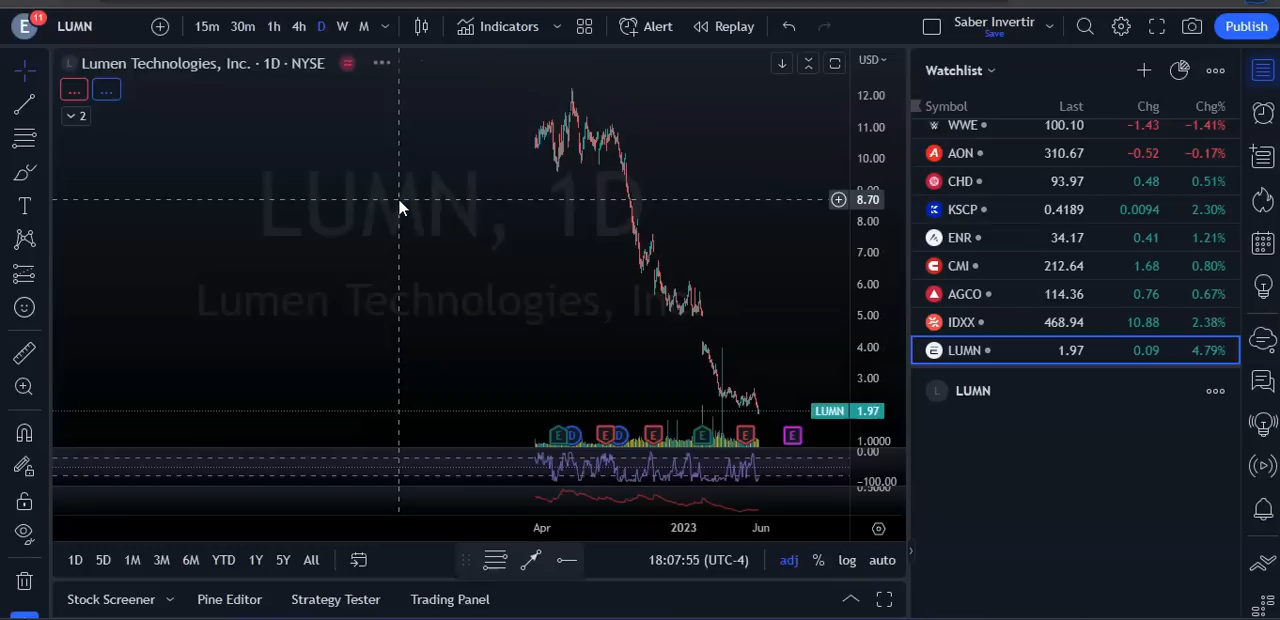 E 11 LUMN 15m 30m 1h 4h D W M Indicators Alert Replay Saber Invertir Save Publish
Lumen Technologies, Inc. · 1D · NYSE
... ...
2
USD
12.00
11.00
10.00
9.00
8.70
8.00
7.00
6.00
5.00
4.00
3.00
LUMN 1.97
1.0000
0.00
-100.00
0.5000
LUMN, 1D
Lumen Technologies, Inc
E D E D E E E E
Apr 2023 Jun
1D 5D 1M 3M 6M YTD 1Y 5Y All 18:07:55 (UTC-4) adj % log auto
Stock Screener Pine Editor Strategy Tester Trading Panel
Watchlist
Symbol Last Chg Chg%
WWE 100.10 −1.43 −1.41%
AON 310.67 −0.52 −0.17%
CHD 93.97 0.48 0.51%
KSCP 0.4189 0.0094 2.30%
ENR 34.17 0.41 1.21%
CMI 212.64 1.68 0.80%
AGCO 114.36 0.76 0.67%
IDXX 468.94 10.88 2.38%
LUMN 1.97 0.09 4.79%
L LUMN